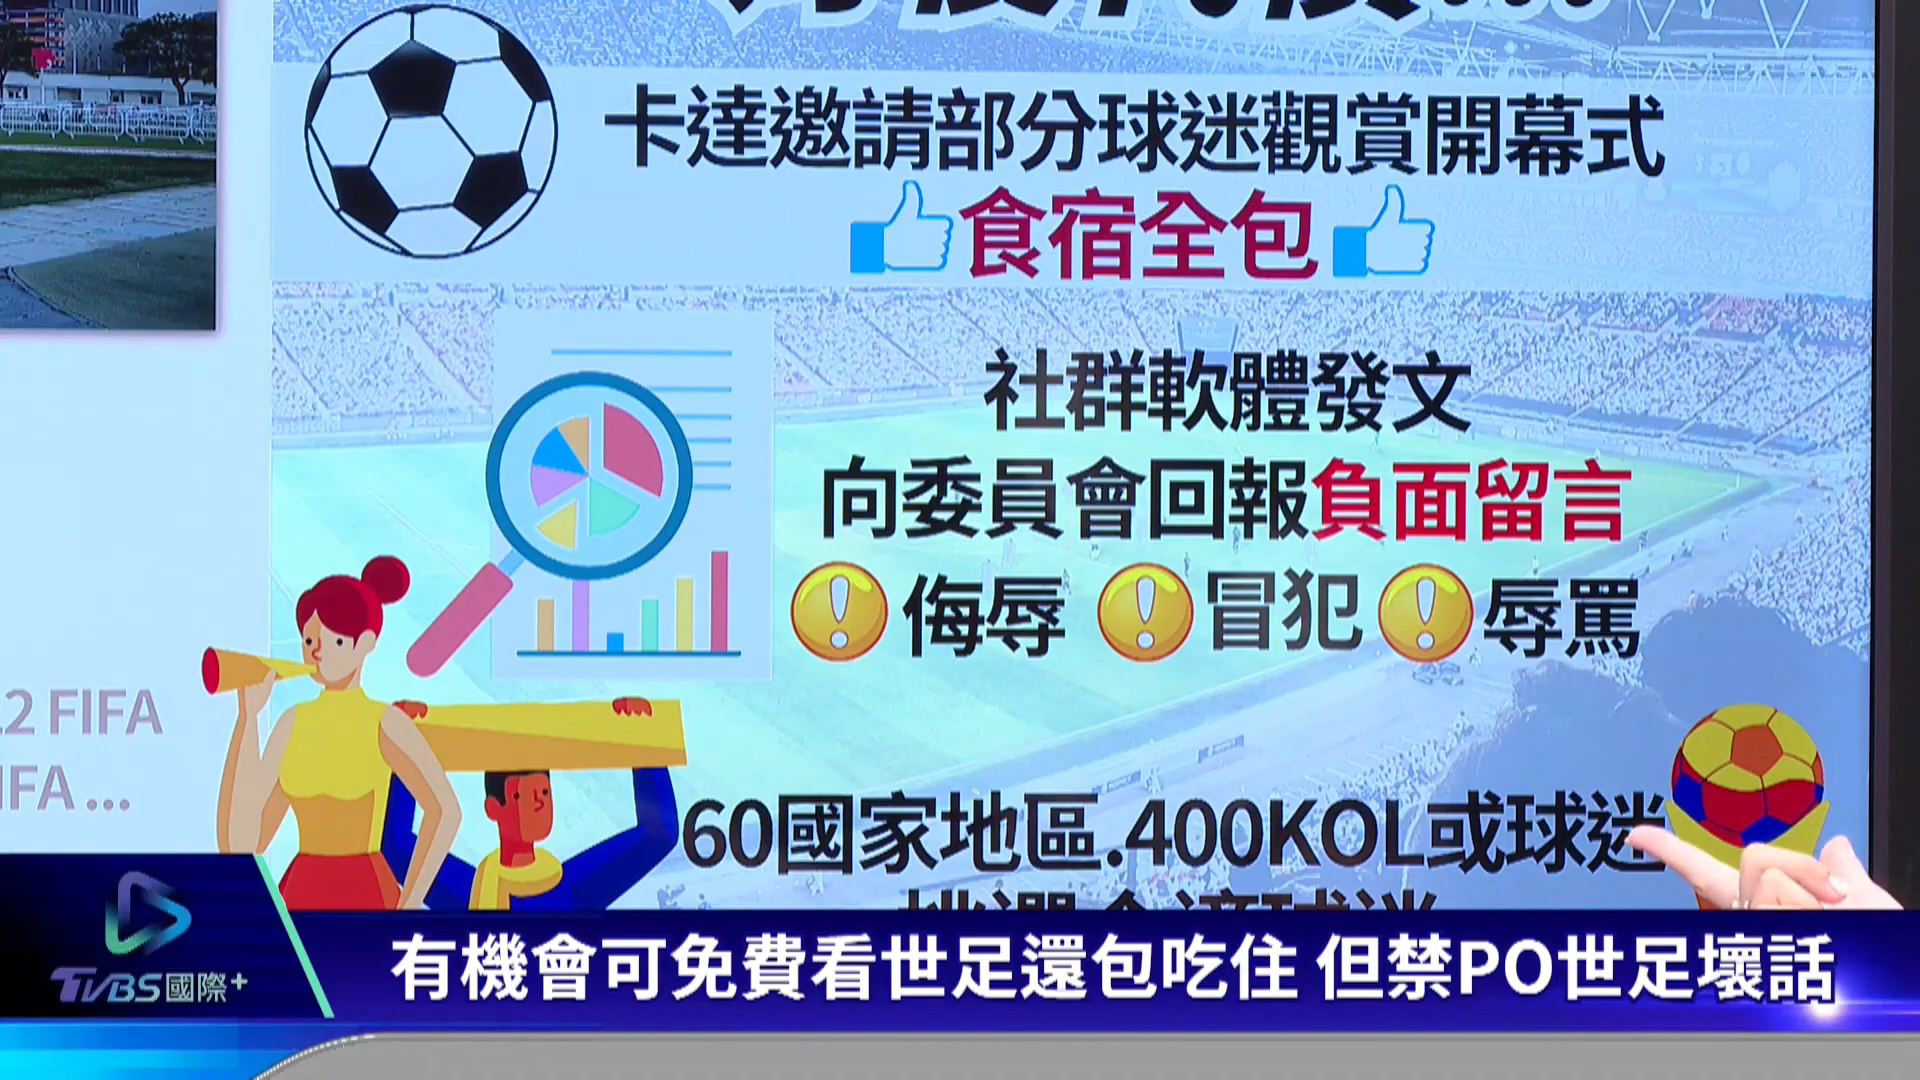 卡達邀請部分球迷觀賞開幕式
食宿全包
社群軟體發文
向委員會回報負面留言
侮辱 冒犯 辱罵
2 FIFA
FA...
60國家地區.400KOL或球迷
TVBS國際+
有機會可免費看世足還包吃住 但禁PO世足壞話